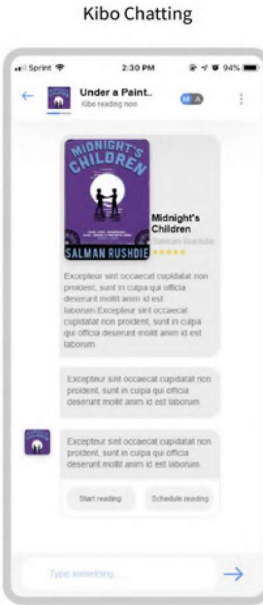 Kibo Chatting
Sprint 2:30 PM 94%
Under a Paint..
Kibo reading now
M A
MIDNIGHT'S
CHILDREN
SALMAN RUSHDIE
Midnight's
Children
Salman Rushdie
Excepteur sint occaecat cupidatat non
proident, sunt in culpa qui officia
deserunt mollit anim id est
laborum.Excepteur sint occaecat
cupidatat non proident, sunt in culpa
qui officia deserunt mollit anim id est
laborum.
Excepteur sint occaecat cupidatat non
proident, sunt in culpa qui officia
deserunt mollit anim id est laborum.
Excepteur sint occaecat cupidatat non
proident, sunt in culpa qui officia
deserunt mollit anim id est laborum.
Start reading Schedule reading
Type something...